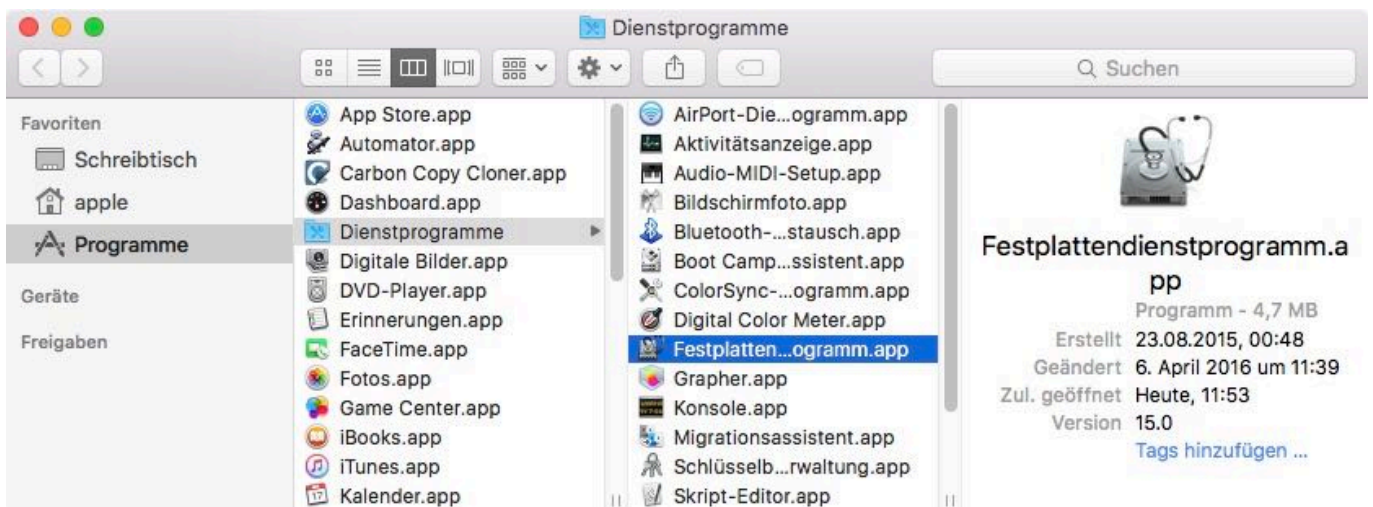 Dienstprogramme
Suchen
Favoriten
Schreibtisch
apple
Programme
Geräte
Freigaben
App Store.app
Automator.app
Carbon Copy Cloner.app
Dashboard.app
Dienstprogramme
Digitale Bilder.app
DVD-Player.app
Erinnerungen.app
FaceTime.app
Fotos.app
Game Center.app
iBooks.app
iTunes.app
Kalender.app
AirPort-Die...ogramm.app
Aktivitätsanzeige.app
Audio-MIDI-Setup.app
Bildschirmfoto.app
Bluetooth-...stausch.app
Boot Camp...ssistent.app
ColorSync-...ogramm.app
Digital Color Meter.app
Festplatten...ogramm.app
Grapher.app
Konsole.app
Migrationsassistent.app
Schlüsselb...rwaltung.app
Skript-Editor.app
Festplattendienstprogramm.a
pp
Programm - 4,7 MB
Erstellt 23.08.2015, 00:48
Geändert 6. April 2016 um 11:39
Zul. geöffnet Heute, 11:53
Version 15.0
Tags hinzufügen ...